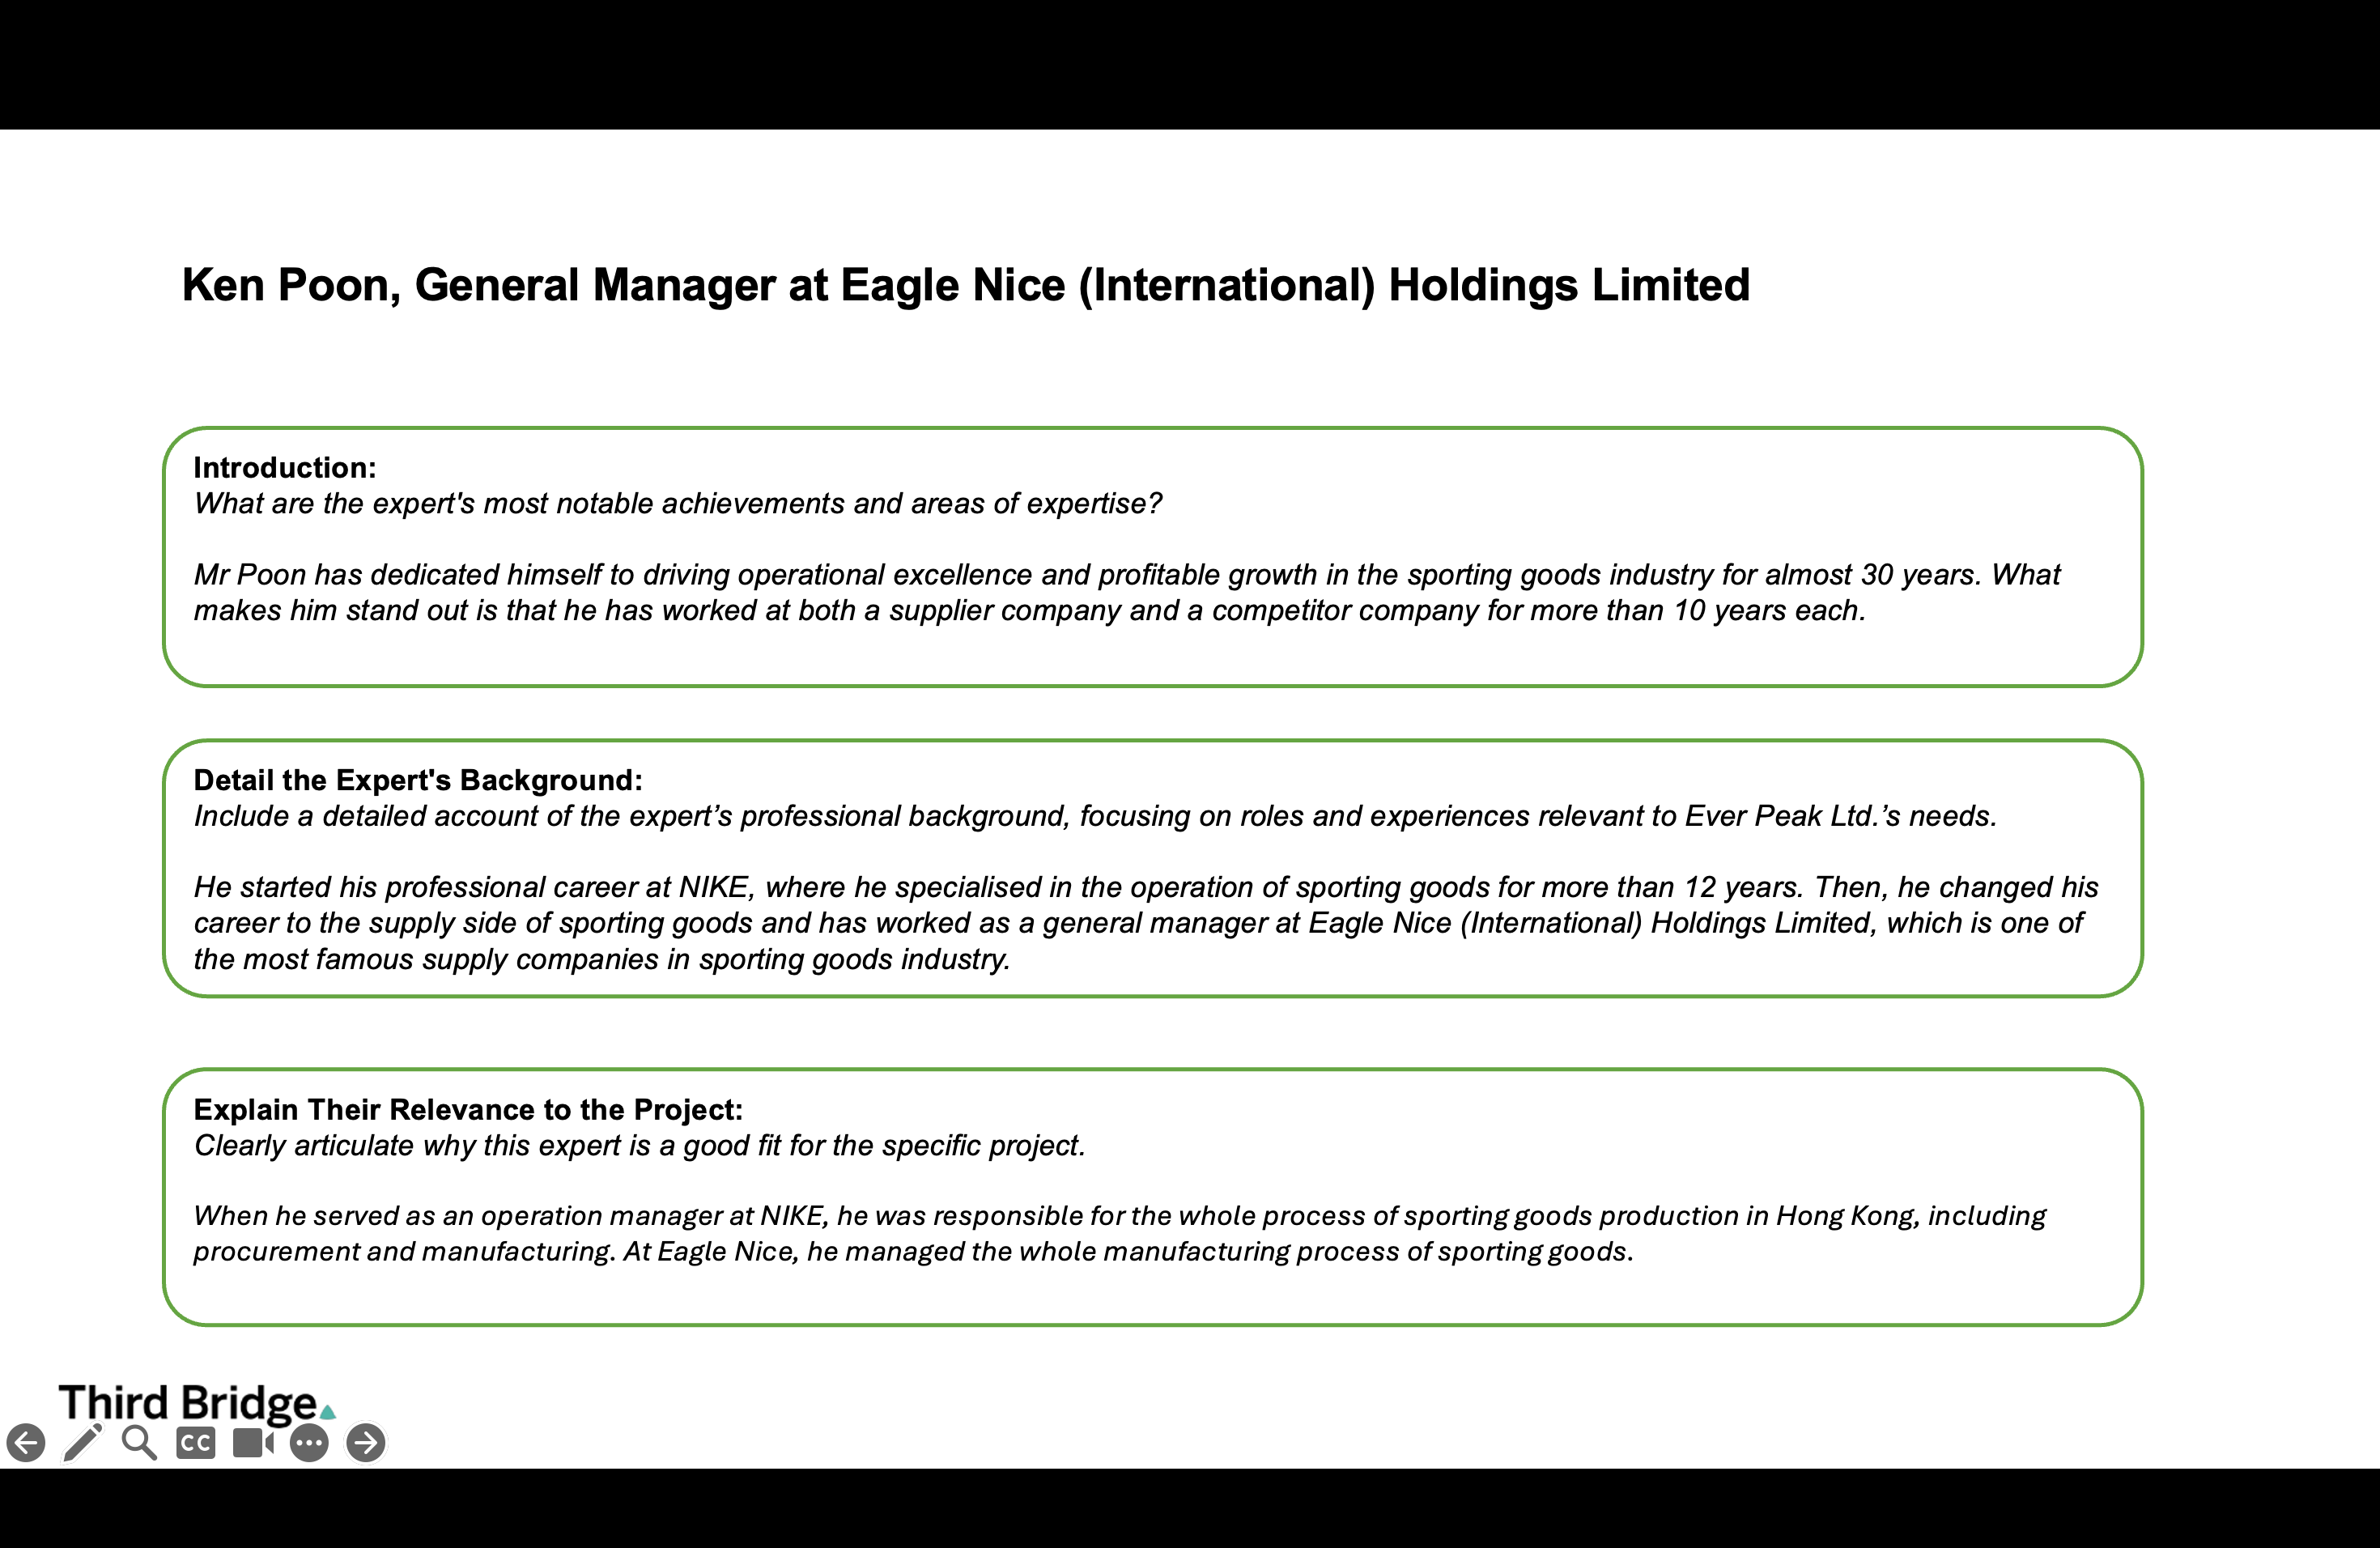 Ken Poon, General Manager at Eagle Nice (International) Holdings Limited
Introduction:
What are the expert's most notable achievements and areas of expertise?
Mr Poon has dedicated himself to driving operational excellence and profitable growth in the sporting goods industry for almost 30 years. What
makes him stand out is that he has worked at both a supplier company and a competitor company for more than 10 years each.
Detail the Expert's Background:
Include a detailed account of the expert’s professional background, focusing on roles and experiences relevant to Ever Peak Ltd.’s needs.
He started his professional career at NIKE, where he specialised in the operation of sporting goods for more than 12 years. Then, he changed his
career to the supply side of sporting goods and has worked as a general manager at Eagle Nice (International) Holdings Limited, which is one of
the most famous supply companies in sporting goods industry.
Explain Their Relevance to the Project:
Clearly articulate why this expert is a good fit for the specific project.
When he served as an operation manager at NIKE, he was responsible for the whole process of sporting goods production in Hong Kong, including
procurement and manufacturing. At Eagle Nice, he managed the whole manufacturing process of sporting goods.
Third Bridge
CC